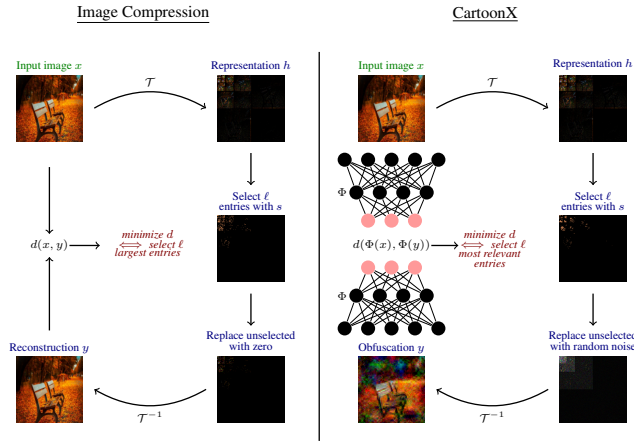 Image Compression
Input image x
𝒯
Representation h
Select ℓ
entries with s
d(x, y)
minimize d
⟺ select ℓ
largest entries
Replace unselected
with zero
Reconstruction y
𝒯⁻¹
CartoonX
Input image x
𝒯
Representation h
Φ
Select ℓ
entries with s
d(Φ(x), Φ(y))
minimize d
⟺ select ℓ
most relevant
entries
Φ
Replace unselected
with random noise
Obfuscation y
𝒯⁻¹